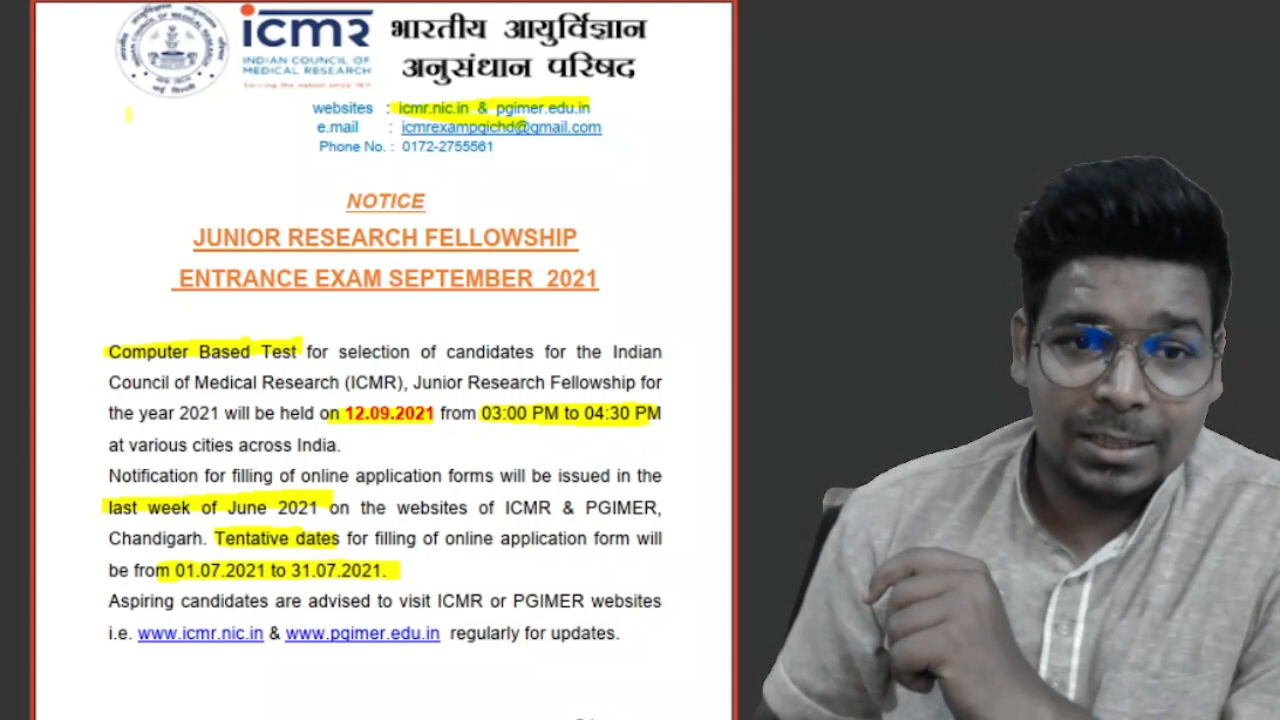 icmr
INDIAN COUNCIL OF
MEDICAL RESEARCH
Serving the nation since 1911
भारतीय आयुर्विज्ञान
अनुसंधान परिषद
websites : icmr.nic.in & pgimer.edu.in
e.mail : icmrexampgichd@gmail.com
Phone No. : 0172-2755561
NOTICE
JUNIOR RESEARCH FELLOWSHIP
ENTRANCE EXAM SEPTEMBER 2021
Computer Based Test for selection of candidates for the Indian
Council of Medical Research (ICMR), Junior Research Fellowship for
the year 2021 will be held on 12.09.2021 from 03:00 PM to 04:30 PM
at various cities across India.
Notification for filling of online application forms will be issued in the
last week of June 2021 on the websites of ICMR & PGIMER,
Chandigarh. Tentative dates for filling of online application form will
be from 01.07.2021 to 31.07.2021.
Aspiring candidates are advised to visit ICMR or PGIMER websites
i.e. www.icmr.nic.in & www.pgimer.edu.in regularly for updates.